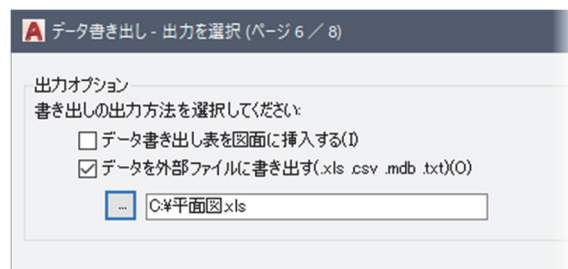 データ書き出し - 出力を選択 (ページ 6 ／ 8)
出力オプション
書き出しの出力方法を選択してください:
データ書き出し表を図面に挿入する(I)
データを外部ファイルに書き出す(.xls .csv .mdb .txt)(O)
... C:¥平面図.xls